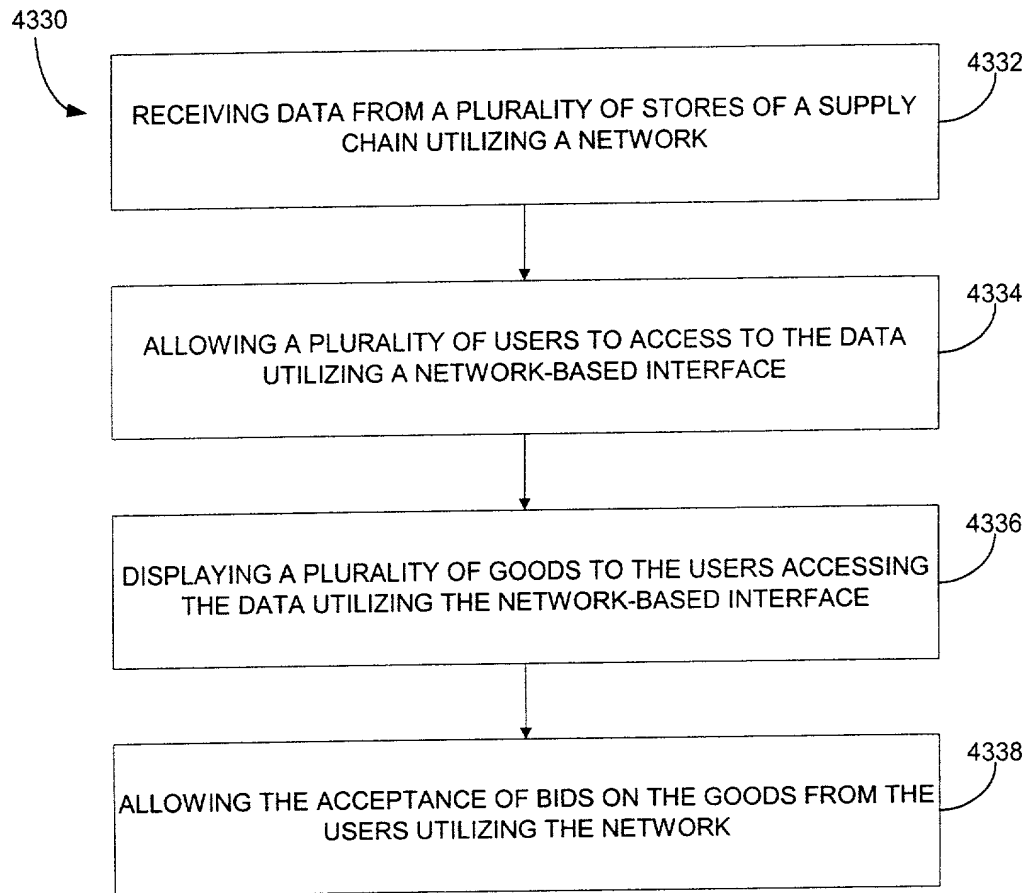 4330
4332
RECEIVING DATA FROM A PLURALITY OF STORES OF A SUPPLY
CHAIN UTILIZING A NETWORK
4334
ALLOWING A PLURALITY OF USERS TO ACCESS TO THE DATA
UTILIZING A NETWORK-BASED INTERFACE
4336
DISPLAYING A PLURALITY OF GOODS TO THE USERS ACCESSING
THE DATA UTILIZING THE NETWORK-BASED INTERFACE
4338
ALLOWING THE ACCEPTANCE OF BIDS ON THE GOODS FROM THE
USERS UTILIZING THE NETWORK